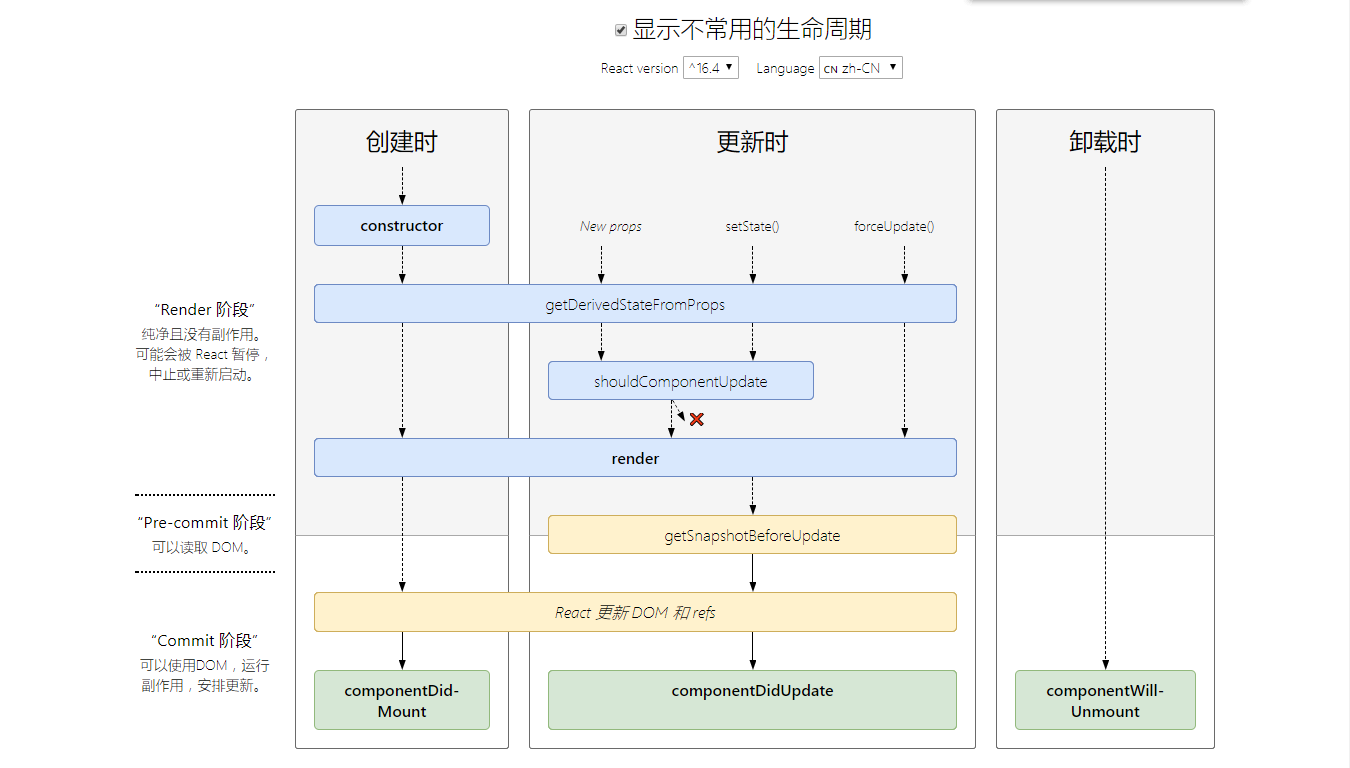 显示不常用的生命周期
React version ^16.4 Language CN zh-CN
创建时
更新时
卸载时
constructor
New props
setState()
forceUpdate()
getDerivedStateFromProps
“Render 阶段”
纯净且没有副作用。
可能会被 React 暂停，
中止或重新启动。
shouldComponentUpdate
render
“Pre-commit 阶段”
可以读取 DOM。
getSnapshotBeforeUpdate
React 更新 DOM 和 refs
“Commit 阶段”
可以使用DOM，运行
副作用，安排更新。
componentDid-
Mount
componentDidUpdate
componentWill-
Unmount